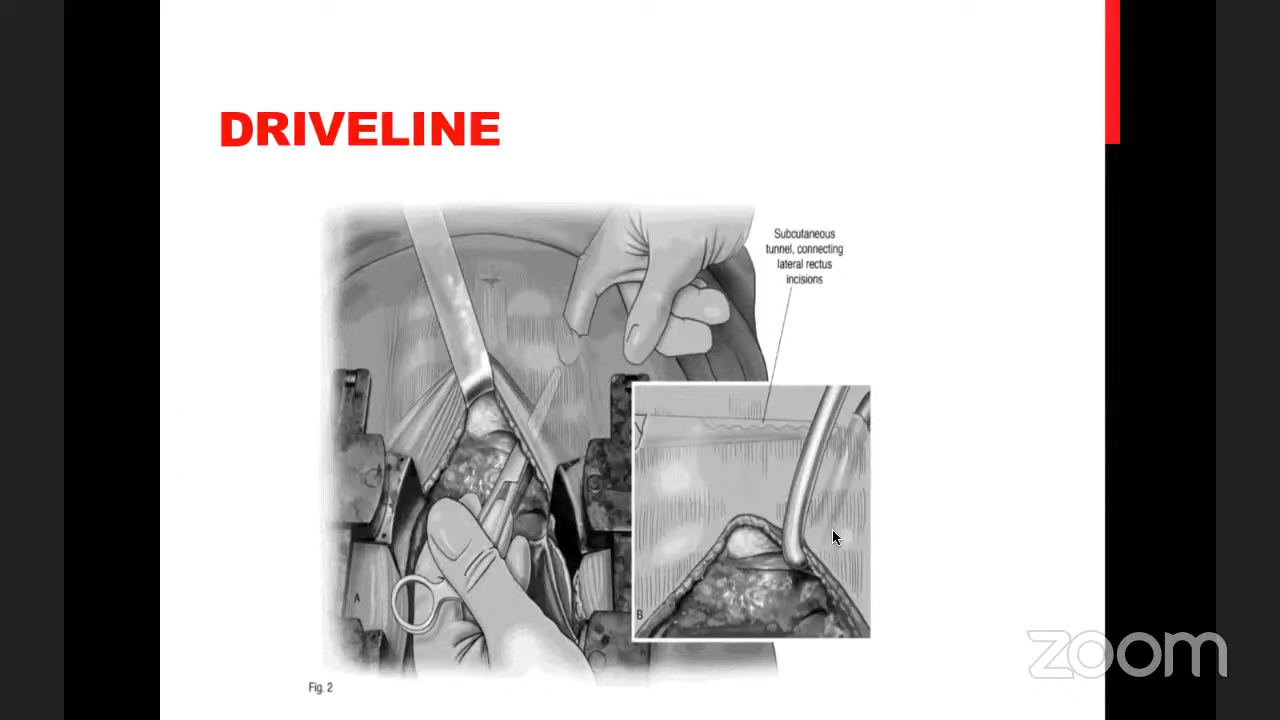 DRIVELINE
Subcutaneous
tunnel, connecting
lateral rectus
incisions
A
B
Fig. 2
zoom